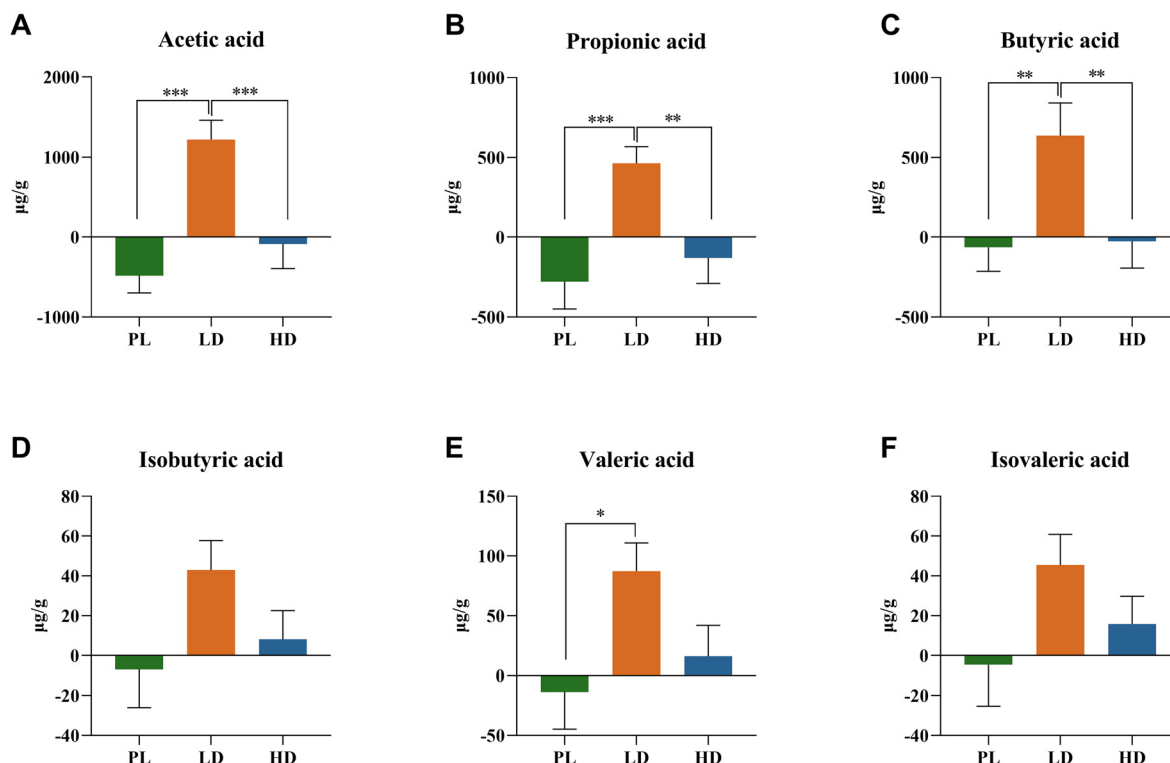 A
Acetic acid
2000
1000
0
-1000
µg/g
*** ***
PL LD HD
B
Propionic acid
1000
500
0
-500
µg/g
*** **
PL LD HD
C
Butyric acid
1000
500
0
-500
µg/g
** **
PL LD HD
D
Isobutyric acid
80
60
40
20
0
-20
-40
µg/g
PL LD HD
E
Valeric acid
150
100
50
0
-50
µg/g
*
PL LD HD
F
Isovaleric acid
80
60
40
20
0
-20
-40
µg/g
PL LD HD